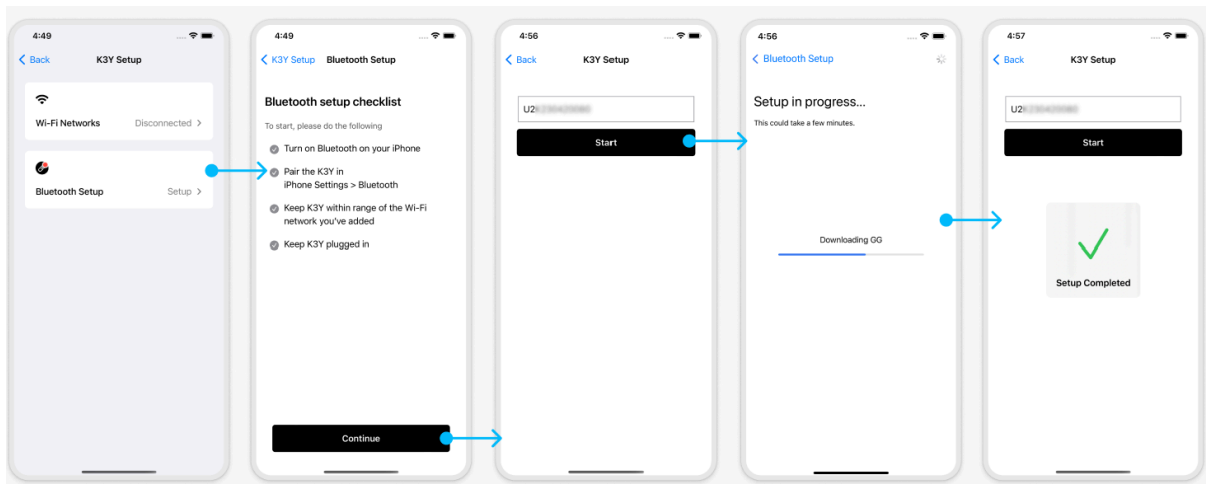 4:49
Back
K3Y Setup
Wi-Fi Networks
Disconnected
Bluetooth Setup
Setup
4:49
K3Y Setup
Bluetooth Setup
Bluetooth setup checklist
To start, please do the following
Turn on Bluetooth on your iPhone
Pair the K3Y in
iPhone Settings > Bluetooth
Keep K3Y within range of the Wi-Fi
network you've added
Keep K3Y plugged in
Continue
4:56
Back
K3Y Setup
U2
Start
4:56
Bluetooth Setup
Setup in progress...
This could take a few minutes.
Downloading GG
4:57
Back
K3Y Setup
U2
Start
Setup Completed